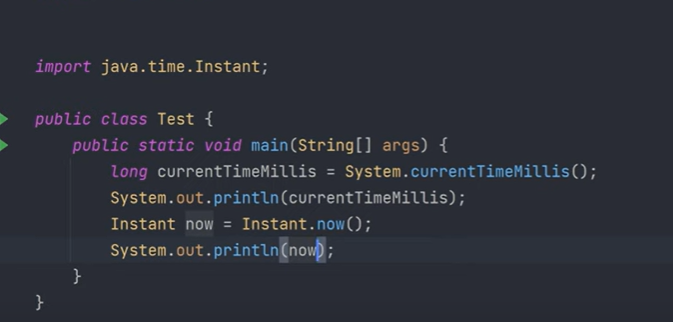 import java.time.Instant;
public class Test {
public static void main(String[] args) {
long currentTimeMillis = System.currentTimeMillis();
System.out.println(currentTimeMillis);
Instant now = Instant.now();
System.out.println(now);
}
}